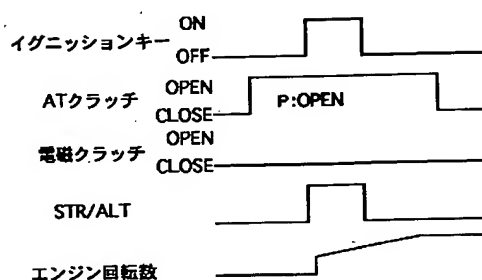 ON
イグニッションキー
OFF
OPEN
ATクラッチ
P:OPEN
CLOSE
OPEN
電磁クラッチ
CLOSE
STR/ALT
エンジン回転数